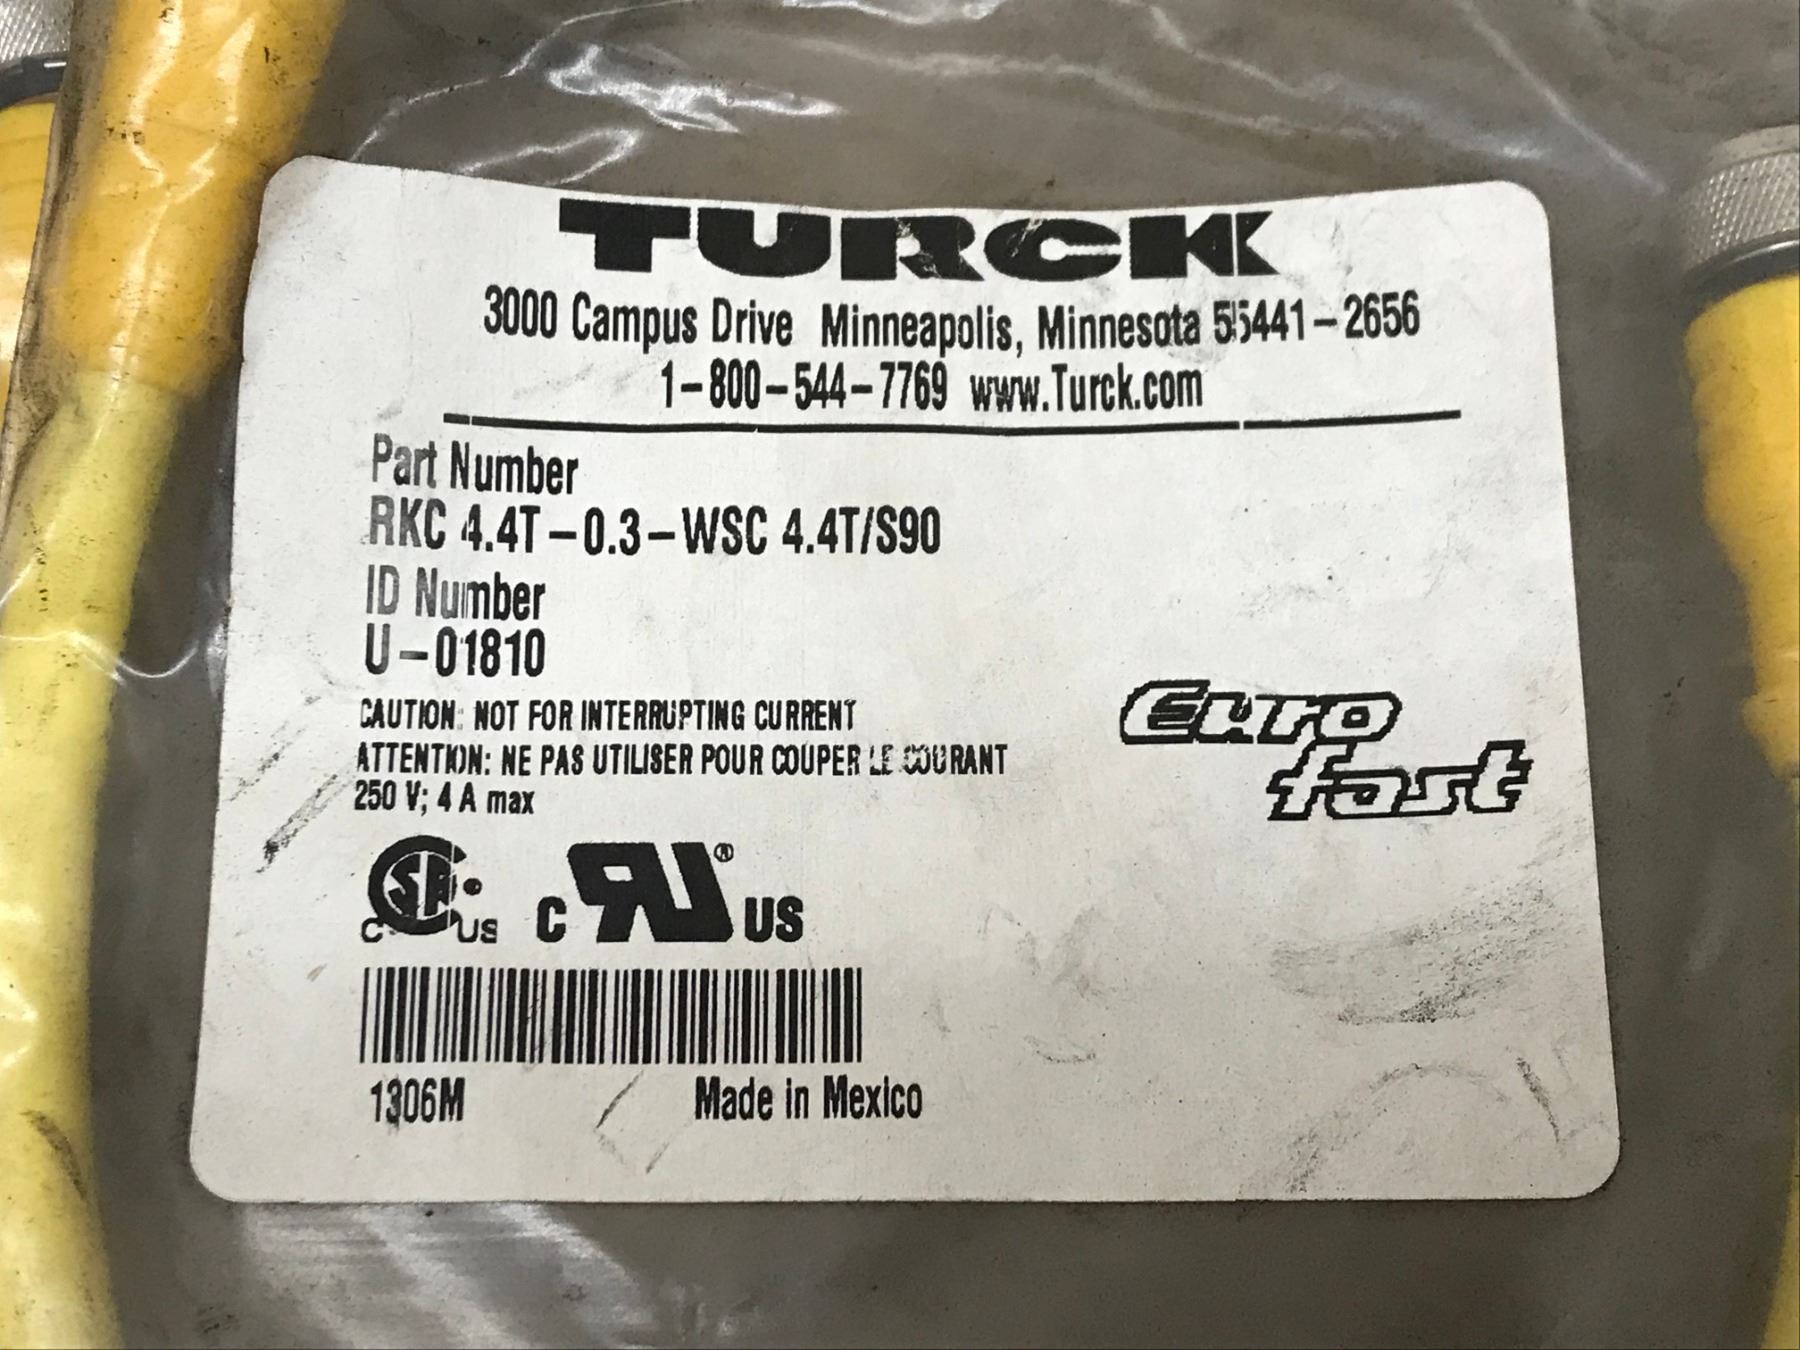 TURCK
3000 Campus Drive Minneapolis, Minnesota 55441-2656
1-800-544-7769 www.Turck.com
Part Number
RKC 4.4T-0.3-WSC 4.4T/S90
ID Number
U-01810
CAUTION: NOT FOR INTERRUPTING CURRENT
ATTENTION: NE PAS UTILISER POUR COUPER LE COURANT
250 V; 4 A max
Euro
fast
C SA US C RU® US
1306M Made in Mexico